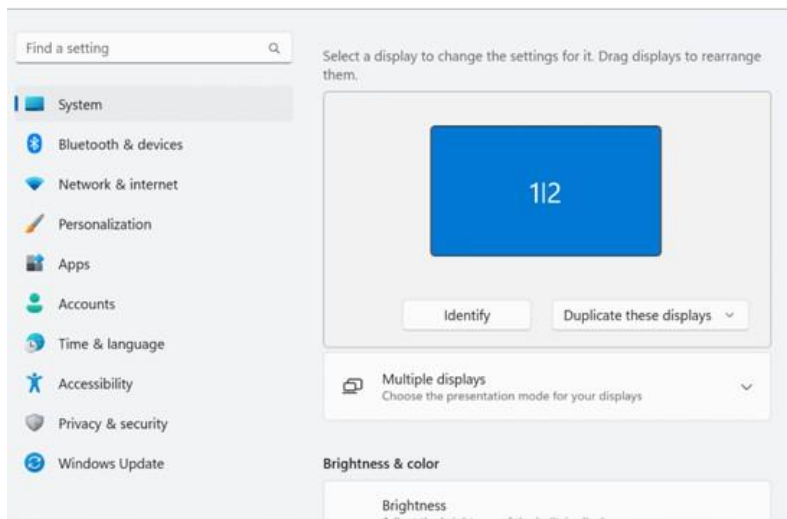 Find a setting
System
Bluetooth & devices
Network & internet
Personalization
Apps
Accounts
Time & language
Accessibility
Privacy & security
Windows Update
Select a display to change the settings for it. Drag displays to rearrange
them.
1|2
Identify
Duplicate these displays
Multiple displays
Choose the presentation mode for your displays
Brightness & color
Brightness